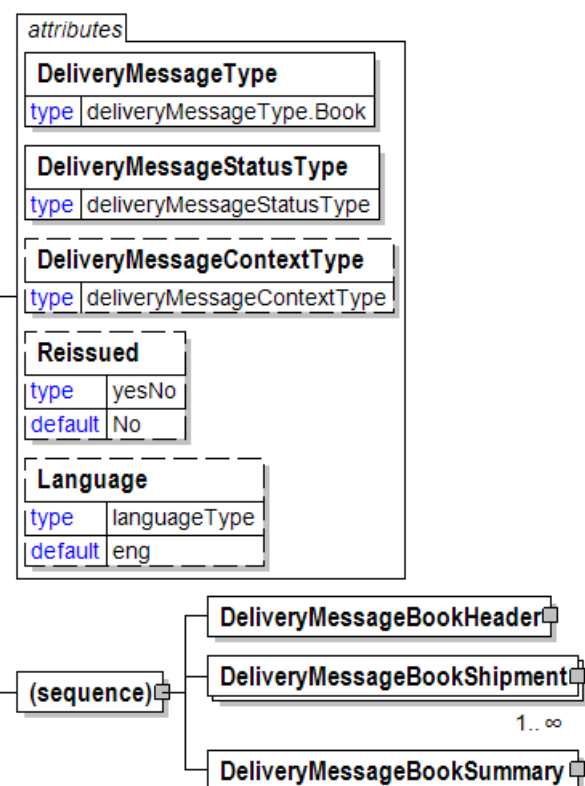 attributes
DeliveryMessageType
type deliveryMessageType.Book
DeliveryMessageStatusType
type deliveryMessageStatusType
DeliveryMessageContextType
type deliveryMessageContextType
Reissued
type yesNo
default No
Language
type languageType
default eng
DeliveryMessageBookHeader
(sequence)
DeliveryMessageBookShipment
1.. ∞
DeliveryMessageBookSummary